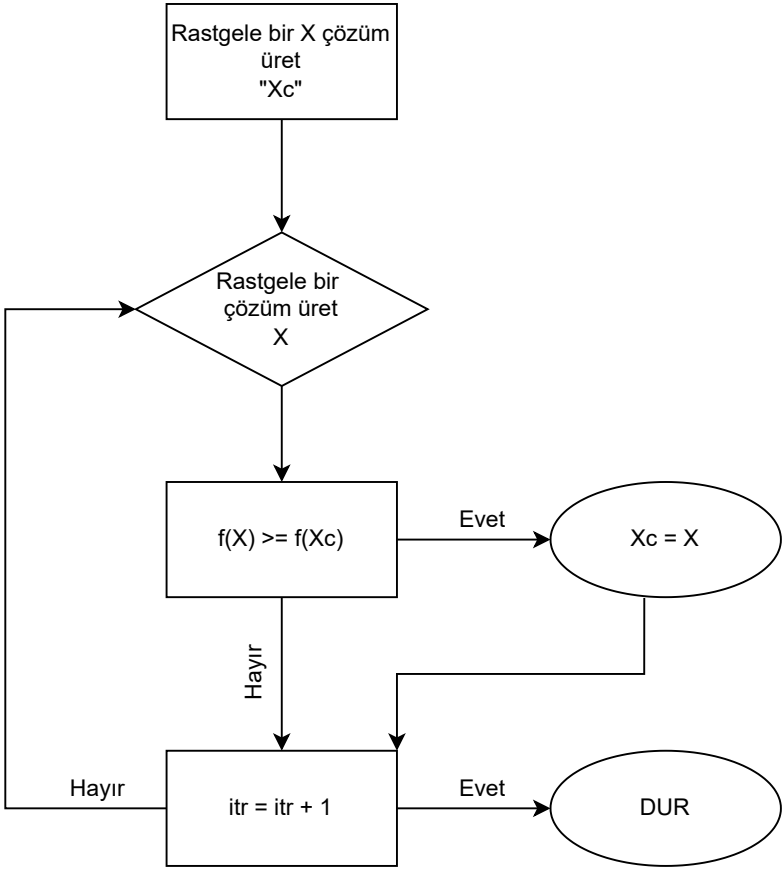 Rastgele bir X çözüm
üret
"Xc"
Rastgele bir
çözüm üret
X
f(X) >= f(Xc)
Evet
Xc = X
Hayır
Hayır
itr = itr + 1
Evet
DUR